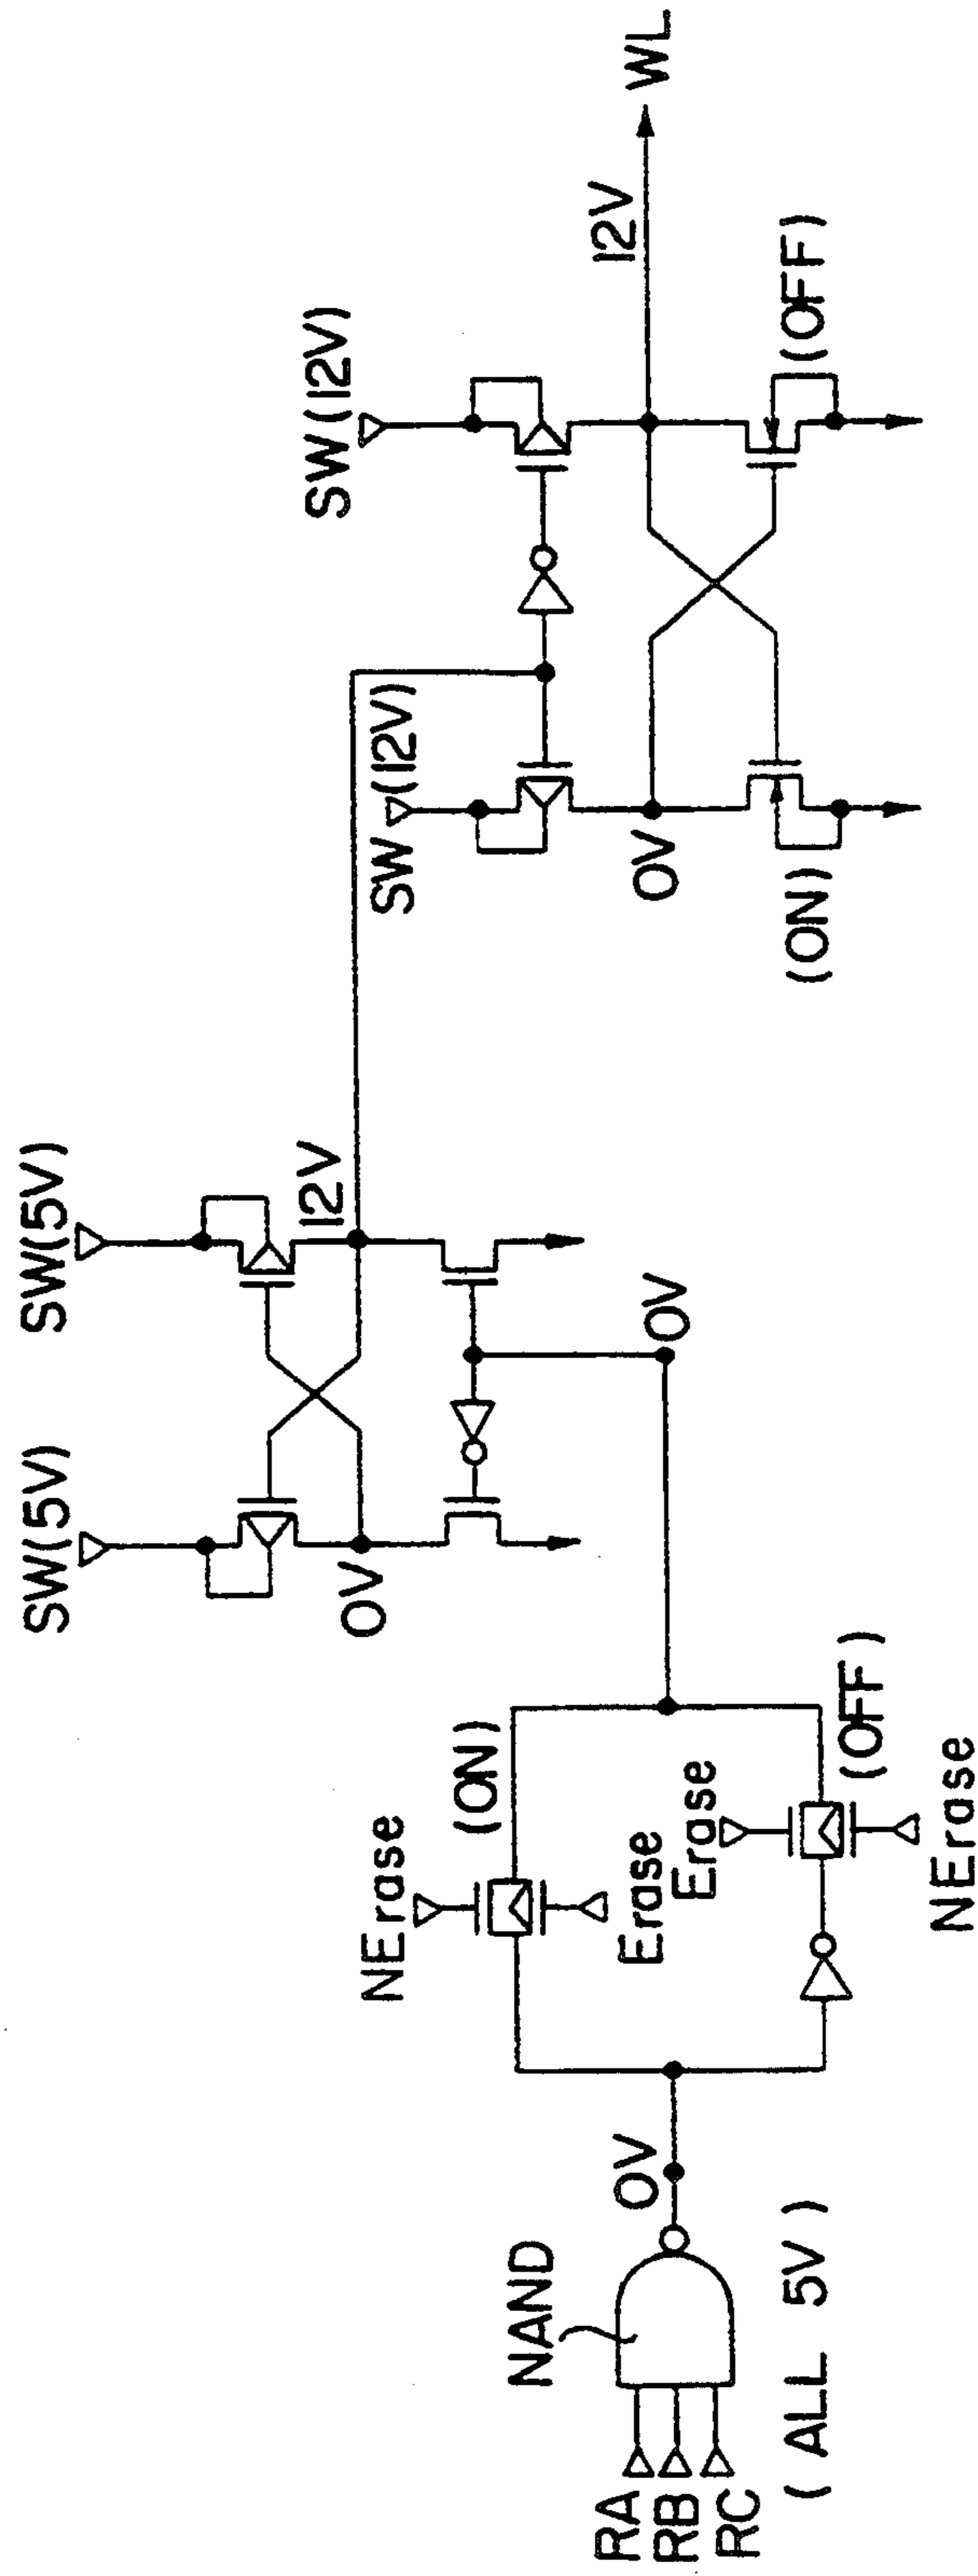 RA
RB
RC
(ALL 5V)
NAND
0V
NErase
(ON)
Erase
Erase
(OFF)
NErase
0V
SW(5V)
0V
SW(5V)
12V
SW(12V)
0V
(ON)
SW(12V)
12V
(OFF)
WL